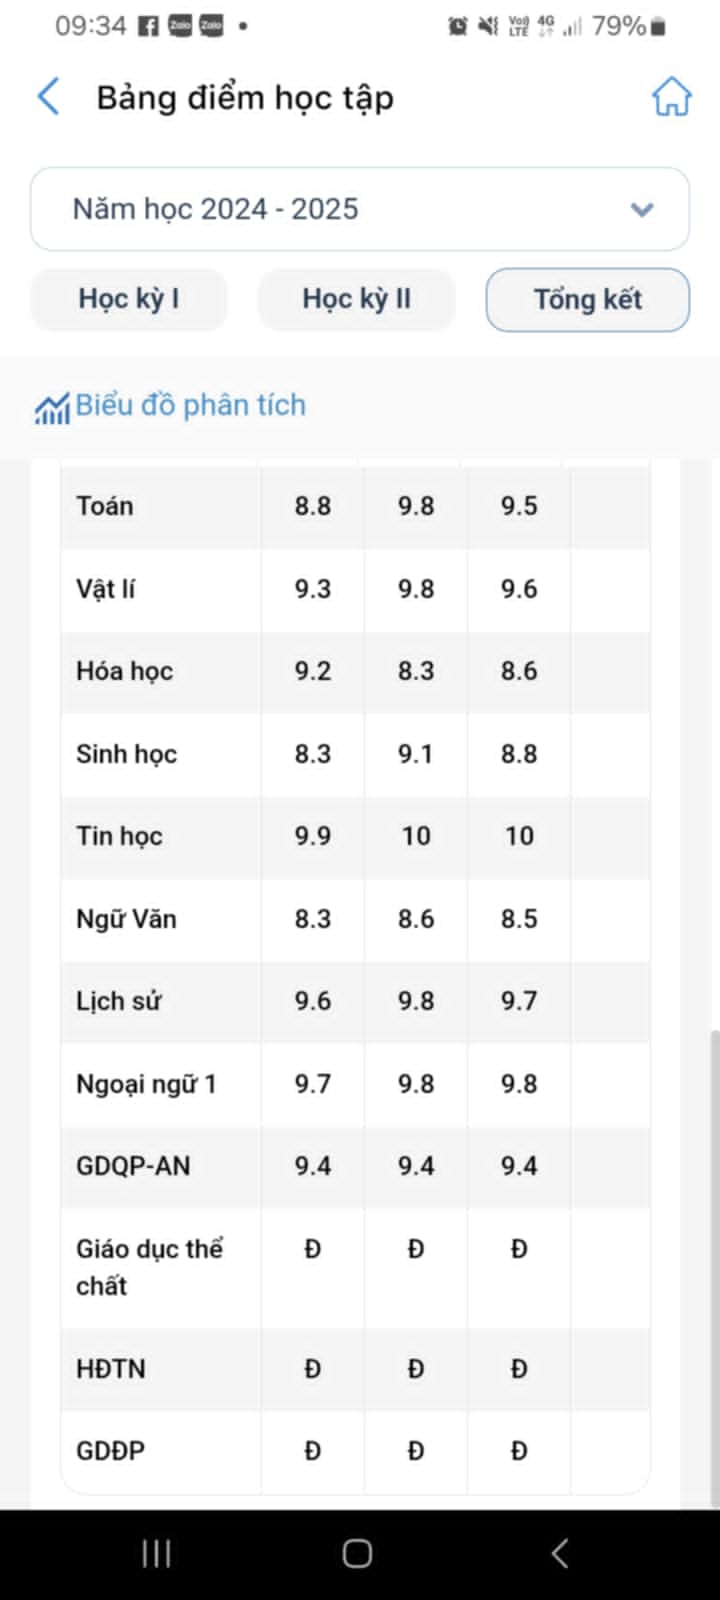 09:34 Zalo Zalo Vo) 4G 79%
LTE
Bảng điểm học tập
Năm học 2024 - 2025
Học kỳ I Học kỳ II Tổng kết
Biểu đồ phân tích
Toán 8.8 9.8 9.5
Vật lí 9.3 9.8 9.6
Hóa học 9.2 8.3 8.6
Sinh học 8.3 9.1 8.8
Tin học 9.9 10 10
Ngữ Văn 8.3 8.6 8.5
Lịch sử 9.6 9.8 9.7
Ngoại ngữ 1 9.7 9.8 9.8
GDQP-AN 9.4 9.4 9.4
Giáo dục thể Đ Đ Đ
chất
HĐTN Đ Đ Đ
GDĐP Đ Đ Đ